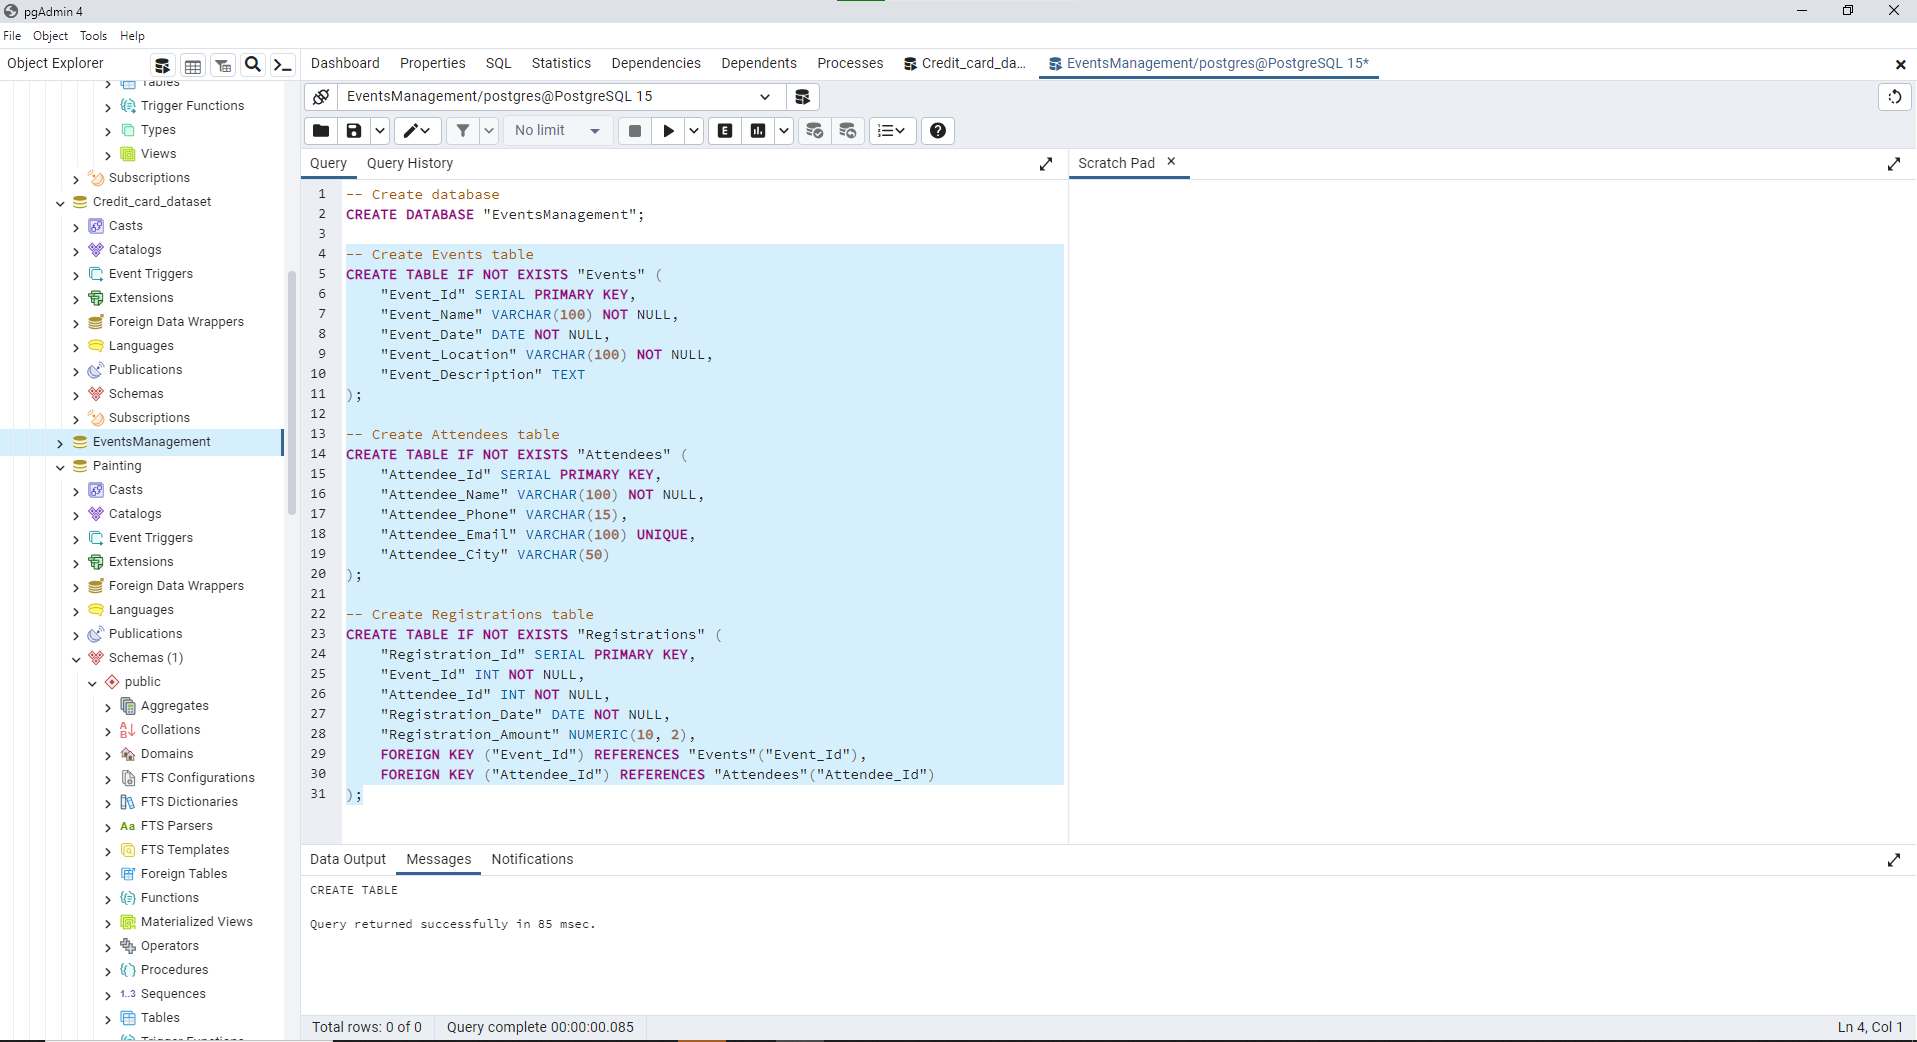 pgAdmin 4
File Object Tools Help
Object Explorer
Dashboard Properties SQL Statistics Dependencies Dependents Processes Credit_card_da... EventsManagement/postgres@PostgreSQL 15*
Tables
Trigger Functions
Types
Views
Subscriptions
Credit_card_dataset
Casts
Catalogs
Event Triggers
Extensions
Foreign Data Wrappers
Languages
Publications
Schemas
Subscriptions
EventsManagement
Painting
Casts
Catalogs
Event Triggers
Extensions
Foreign Data Wrappers
Languages
Publications
Schemas (1)
public
Aggregates
Collations
Domains
FTS Configurations
FTS Dictionaries
Aa FTS Parsers
FTS Templates
Foreign Tables
Functions
Materialized Views
Operators
Procedures
1..3 Sequences
Tables
Trigger Functions
EventsManagement/postgres@PostgreSQL 15
No limit
E
Query Query History
Scratch Pad
1 -- Create database
2 CREATE DATABASE "EventsManagement";
3
4 -- Create Events table
5 CREATE TABLE IF NOT EXISTS "Events" (
6 "Event_Id" SERIAL PRIMARY KEY,
7 "Event_Name" VARCHAR(100) NOT NULL,
8 "Event_Date" DATE NOT NULL,
9 "Event_Location" VARCHAR(100) NOT NULL,
10 "Event_Description" TEXT
11 );
12
13 -- Create Attendees table
14 CREATE TABLE IF NOT EXISTS "Attendees" (
15 "Attendee_Id" SERIAL PRIMARY KEY,
16 "Attendee_Name" VARCHAR(100) NOT NULL,
17 "Attendee_Phone" VARCHAR(15),
18 "Attendee_Email" VARCHAR(100) UNIQUE,
19 "Attendee_City" VARCHAR(50)
20 );
21
22 -- Create Registrations table
23 CREATE TABLE IF NOT EXISTS "Registrations" (
24 "Registration_Id" SERIAL PRIMARY KEY,
25 "Event_Id" INT NOT NULL,
26 "Attendee_Id" INT NOT NULL,
27 "Registration_Date" DATE NOT NULL,
28 "Registration_Amount" NUMERIC(10, 2),
29 FOREIGN KEY ("Event_Id") REFERENCES "Events"("Event_Id"),
30 FOREIGN KEY ("Attendee_Id") REFERENCES "Attendees"("Attendee_Id")
31 );
Data Output Messages Notifications
CREATE TABLE
Query returned successfully in 85 msec.
Total rows: 0 of 0 Query complete 00:00:00.085
Ln 4, Col 1